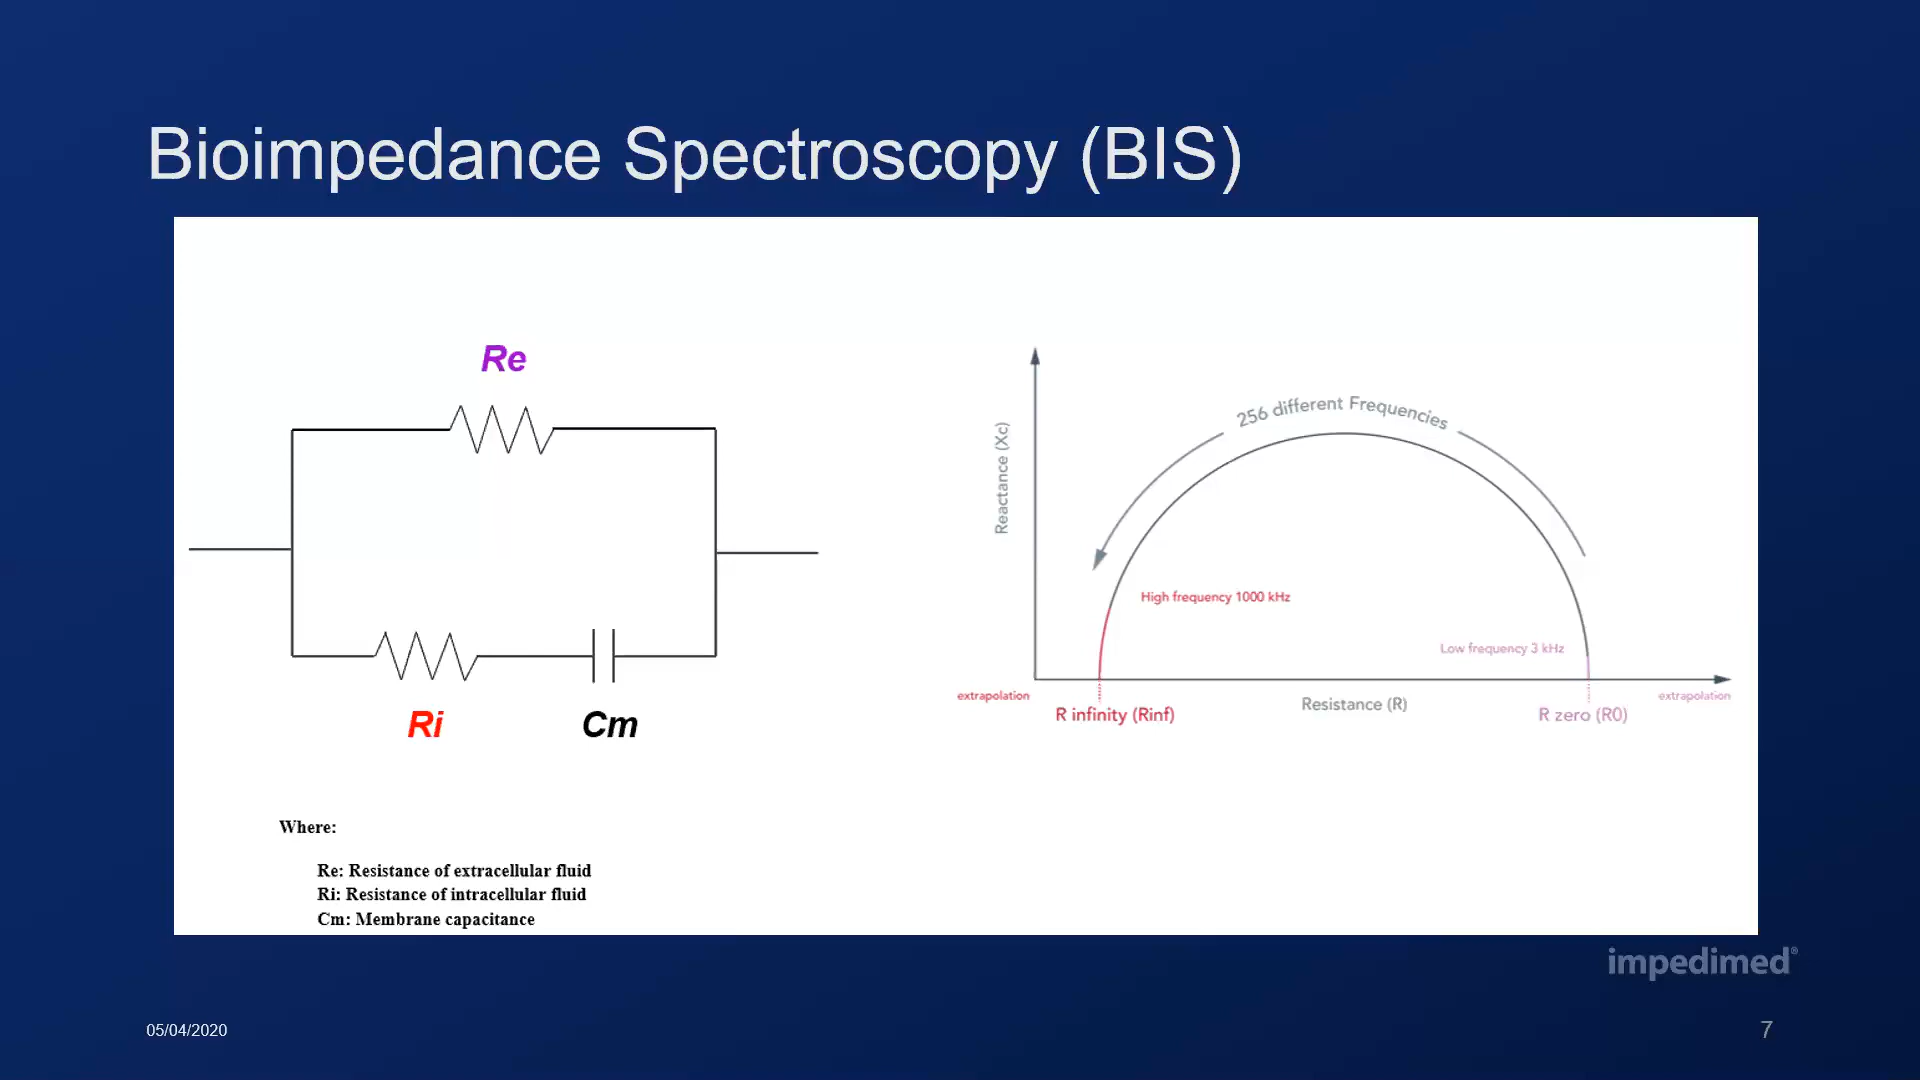 Bioimpedance Spectroscopy (BIS)
Re
Ri
Cm
Where:
Re: Resistance of extracellular fluid
Ri: Resistance of intracellular fluid
Cm: Membrane capacitance
256 different Frequencies
Reactance (Xc)
High frequency 1000 kHz
Low frequency 3 kHz
extrapolation
R infinity (Rinf)
Resistance (R)
R zero (R0)
extrapolation
impedimed®
05/04/2020
7